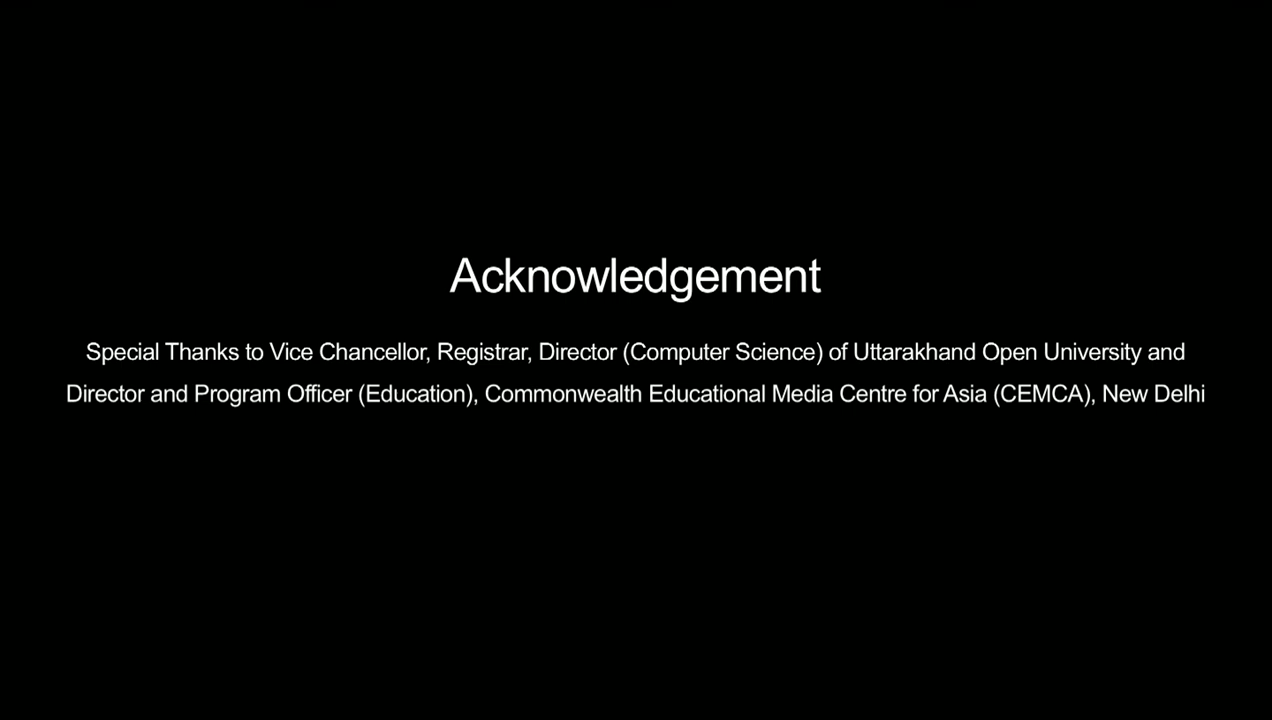 Acknowledgement
Special Thanks to Vice Chancellor, Registrar, Director (Computer Science) of Uttarakhand Open University and
Director and Program Officer (Education), Commonwealth Educational Media Centre for Asia (CEMCA), New Delhi